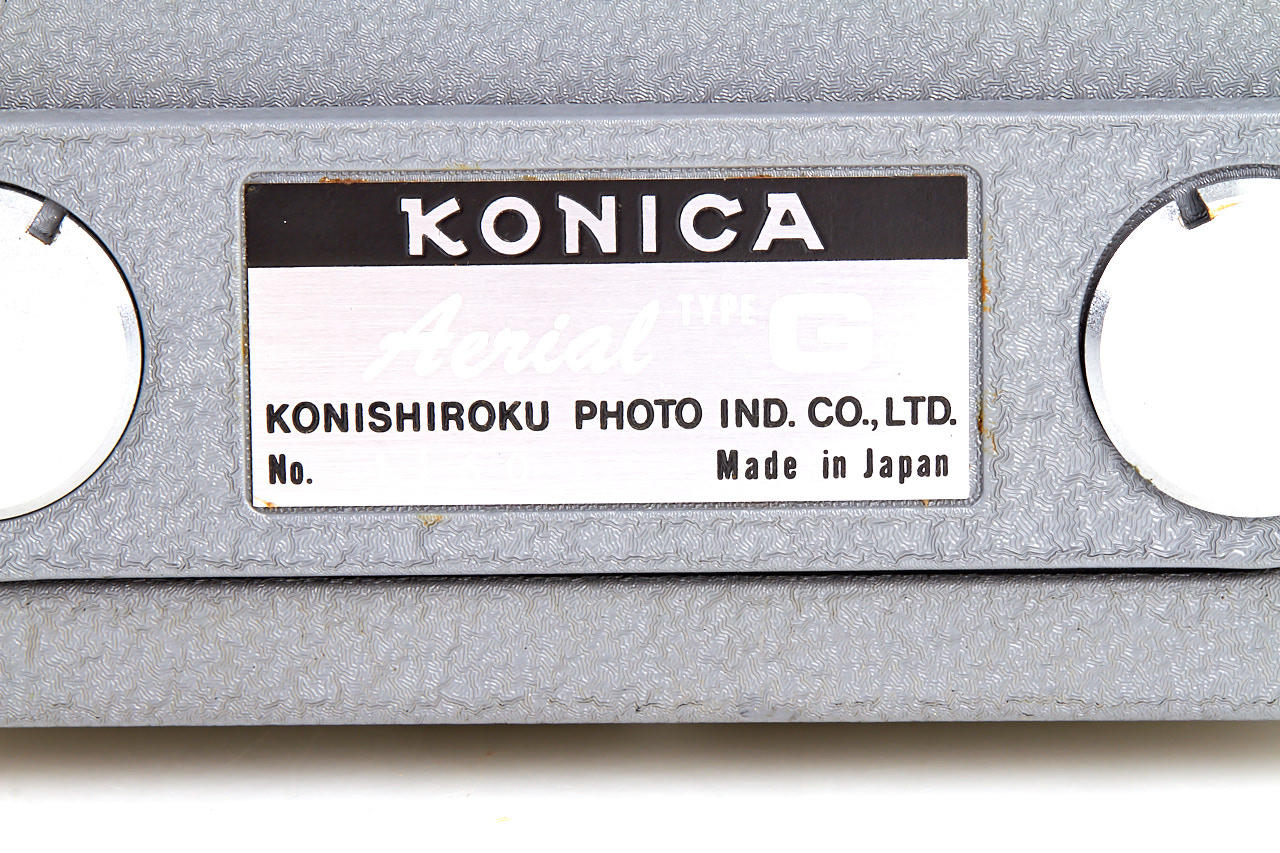 KONICA
Aerial TYPE G
KONISHIROKU PHOTO IND. CO., LTD.
No.
Made in Japan